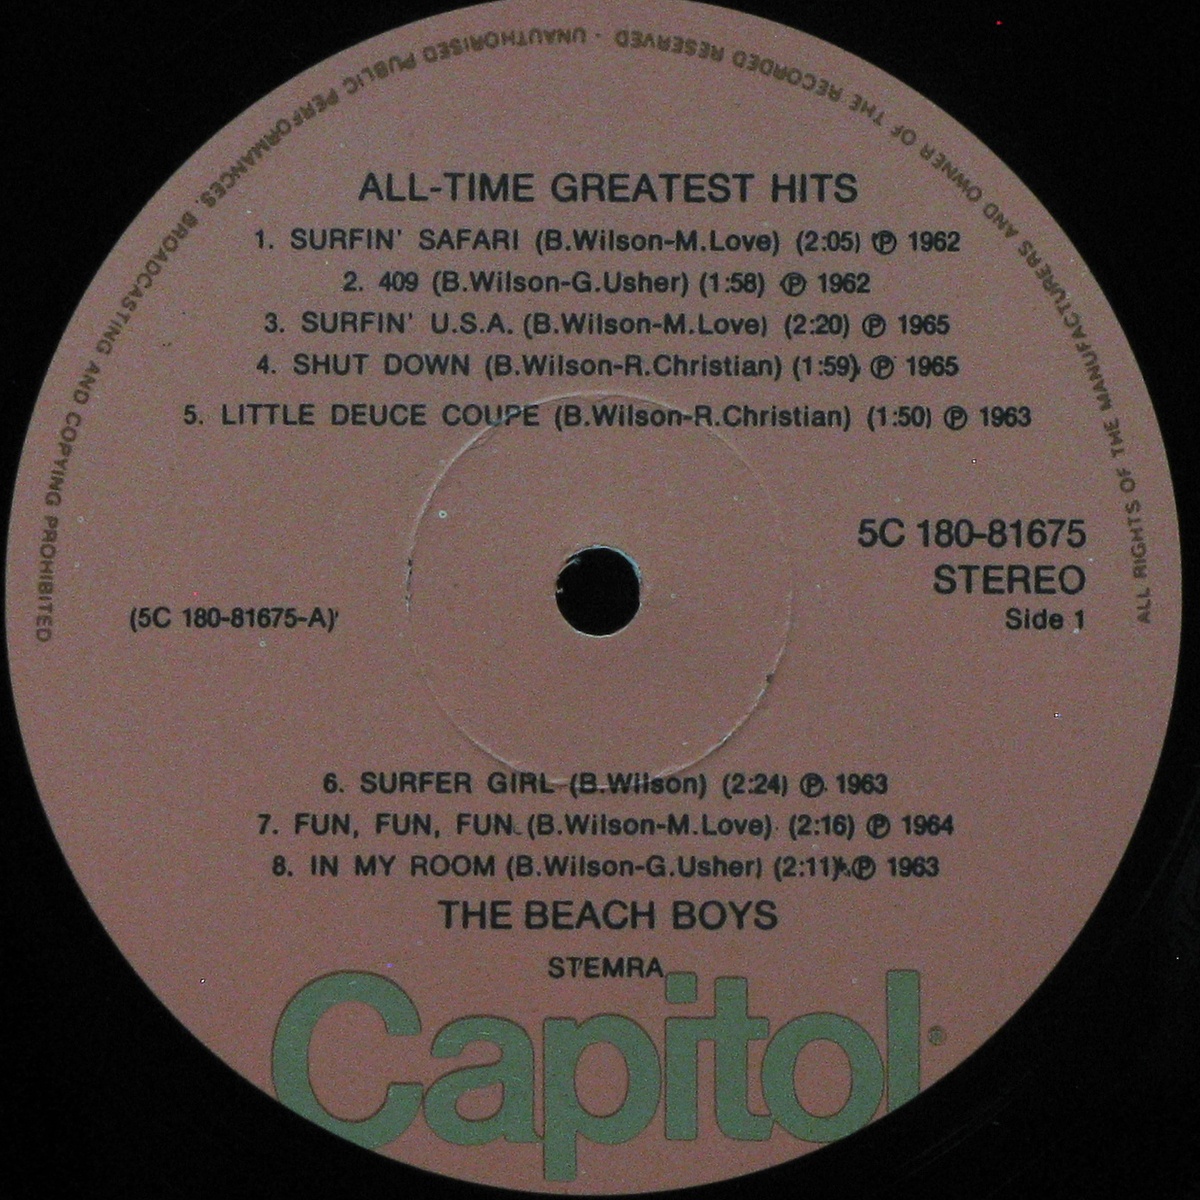 ALL RIGHTS OF THE MANUFACTURERS AND OWNER OF THE RECORDED RESERVED · UNAUTHORISED PUBLIC PERFORMANCES, BROADCASTING AND COPYING PROHIBITED
ALL-TIME GREATEST HITS
1. SURFIN' SAFARI (B.Wilson-M.Love) (2:05) ℗ 1962
2. 409 (B.Wilson-G.Usher) (1:58) ℗ 1962
3. SURFIN' U.S.A. (B.Wilson-M.Love) (2:20) ℗ 1965
4. SHUT DOWN (B.Wilson-R.Christian) (1:59) ℗ 1965
5. LITTLE DEUCE COUPE (B.Wilson-R.Christian) (1:50) ℗ 1963
5C 180-81675
STEREO
(5C 180-81675-A) Side 1
6. SURFER GIRL (B.Wilson) (2:24) ℗ 1963
7. FUN, FUN, FUN (B.Wilson-M.Love) (2:16) ℗ 1964
8. IN MY ROOM (B.Wilson-G.Usher) (2:11) ℗ 1963
THE BEACH BOYS
STEMRA
Capitol®